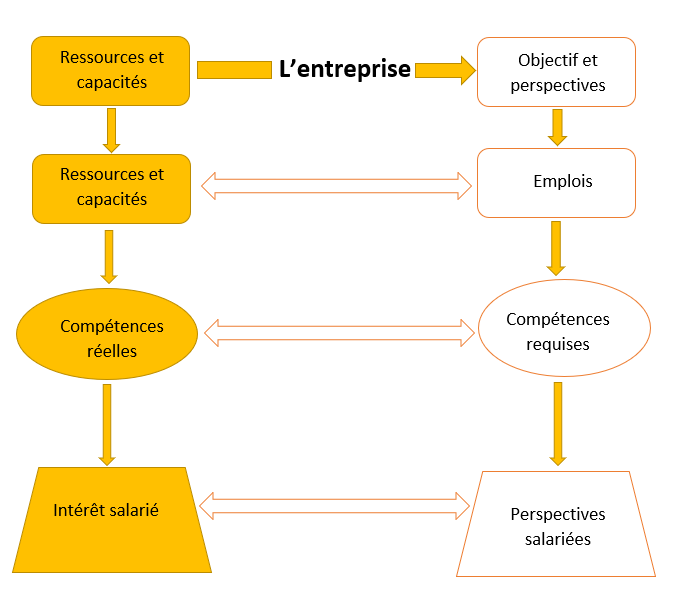 Ressources et
capacités
L'entreprise
Objectif et
perspectives
Ressources et
capacités
Emplois
Compétences
réelles
Compétences
requises
Intérêt salarié
Perspectives
salariées